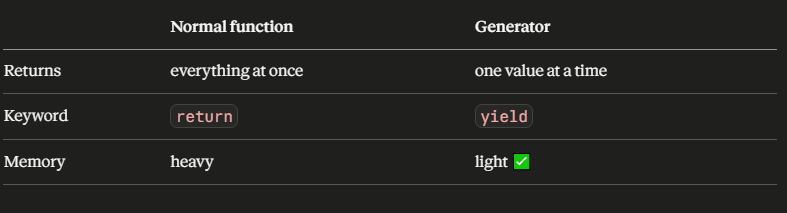 Normal function Generator
Returns everything at once one value at a time
Keyword return yield
Memory heavy light ✅